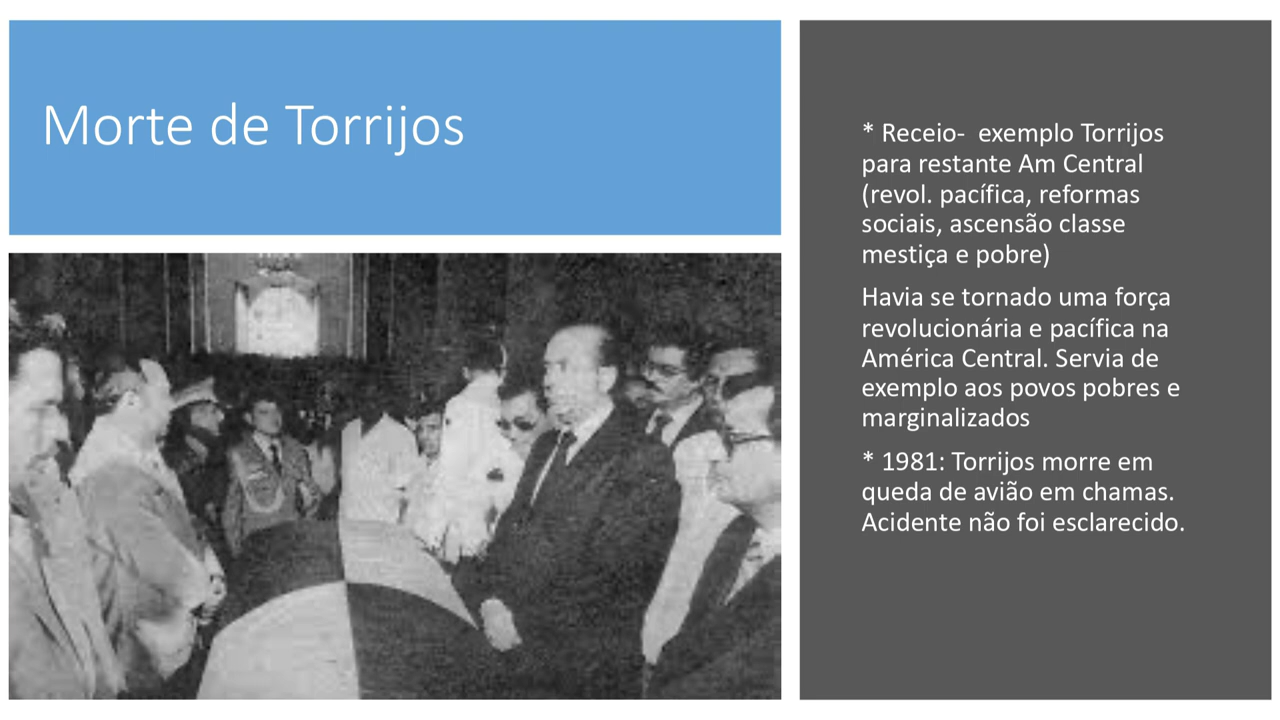 Morte de Torrijos
* Receio-  exemplo Torrijos
para restante Am Central
(revol. pacífica, reformas
sociais, ascensão classe
mestiça e pobre)
Havia se tornado uma força
revolucionária e pacífica na
América Central. Servia de
exemplo aos povos pobres e
marginalizados
* 1981: Torrijos morre em
queda de avião em chamas.
Acidente não foi esclarecido.